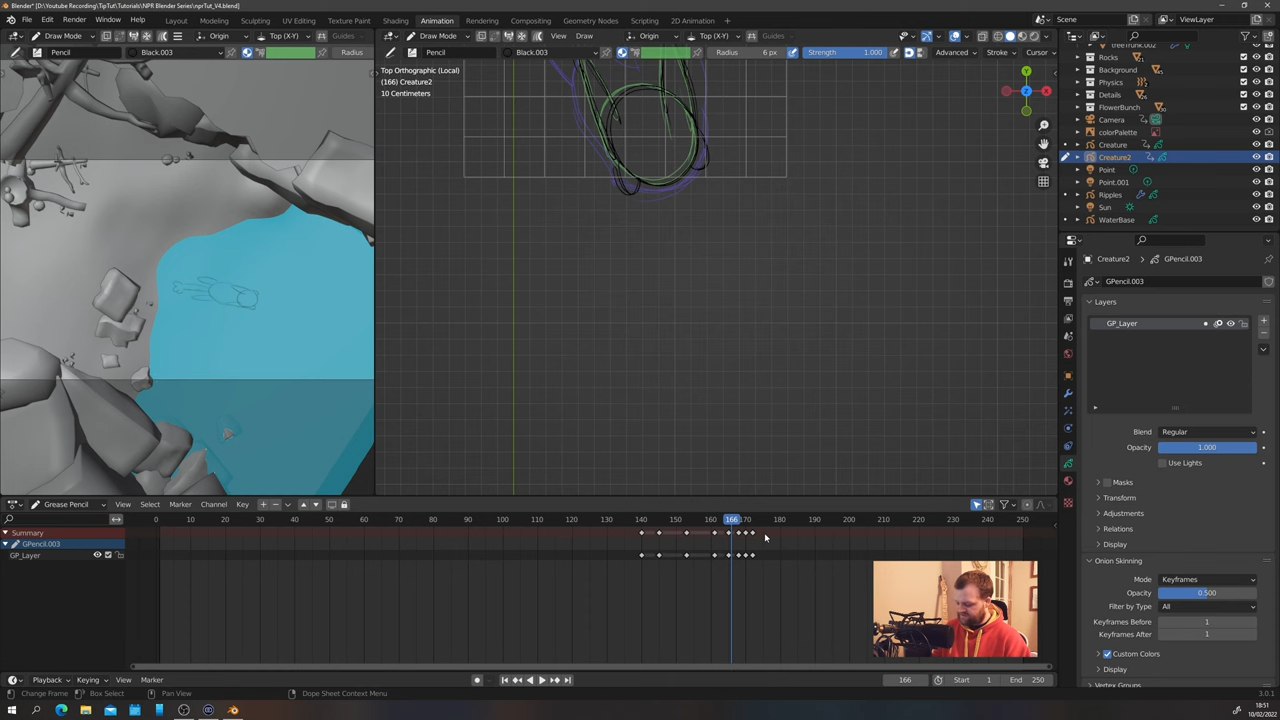 Blender* [D:\Youtube Recording\TipTut\Tutorials\NPR Blender Series\nprTut_V4.blend]
File Edit Render Window Help Layout Modeling Sculpting UV Editing Texture Paint Shading Animation Rendering Compositing Geometry Nodes Scripting 2D Animation Scene ViewLayer
Draw Mode Origin Top (X-Y) Guides Draw Mode View Draw Origin Top (X-Y) Guides
Pencil Black.003 Radius Pencil Black.003 Radius 6 px Strength 1.000 Advanced Stroke Cursor
Top Orthographic (Local)
(166) Creature2
10 Centimeters
Y
X
Z
treeTrunk.002
Rocks
Background
Physics
Details
FlowerBunch
Camera
colorPalette
Creature
Creature2
Point
Point.001
Ripples
Sun
WaterBase
Creature2 GPencil.003
GPencil.003
Layers
GP_Layer
Blend Regular
Opacity 1.000
Use Lights
Masks
Transform
Adjustments
Relations
Display
Onion Skinning
Mode Keyframes
Opacity 0.500
Filter by Type All
Keyframes Before 1
Keyframes After 1
Custom Colors
Display
Vertex Groups
Grease Pencil View Select Marker Channel Key
0 10 20 30 40 50 60 70 80 90 100 110 120 130 140 150 160 166 170 180 190 200 210 220 230 240 250
Summary
GPencil.003
GP_Layer
Playback Keying View Marker 166 Start 1 End 250
Change Frame Box Select Pan View Dope Sheet Context Menu 3.0.1
18:51
10/02/2022